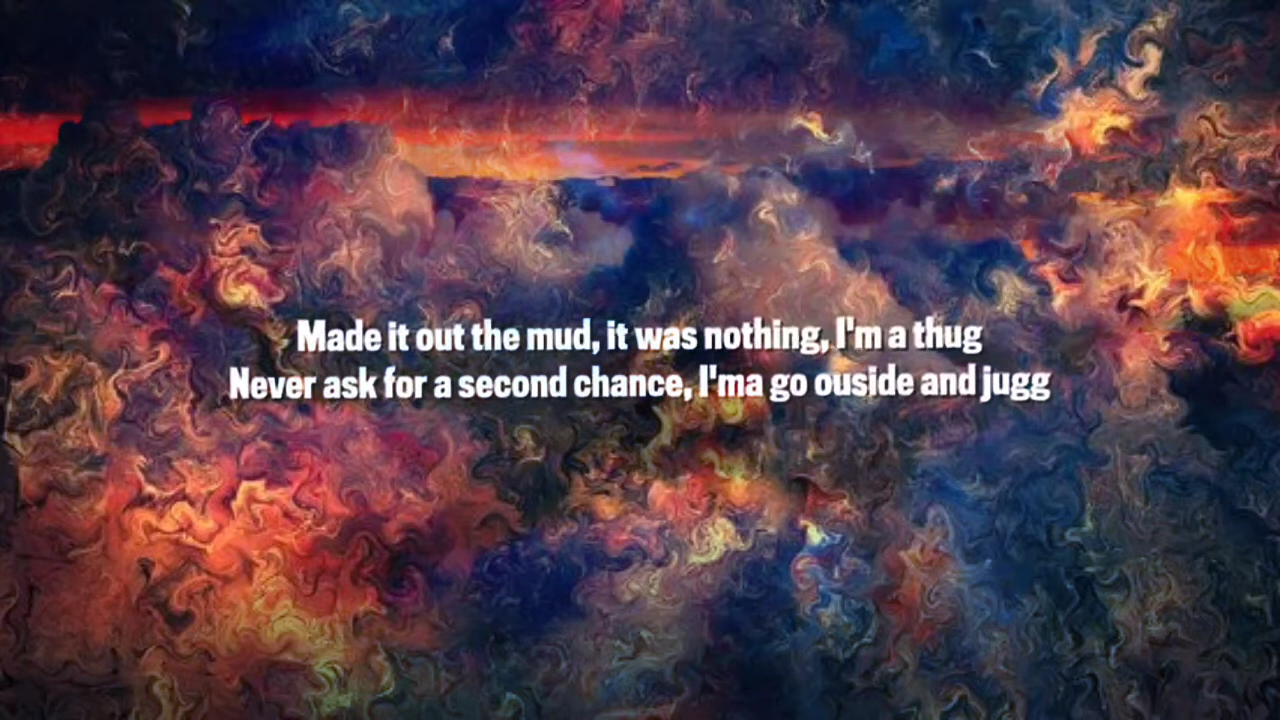 Made it out the mud, it was nothing, I'm a thug
Never ask for a second chance, I'ma go ouside and jugg